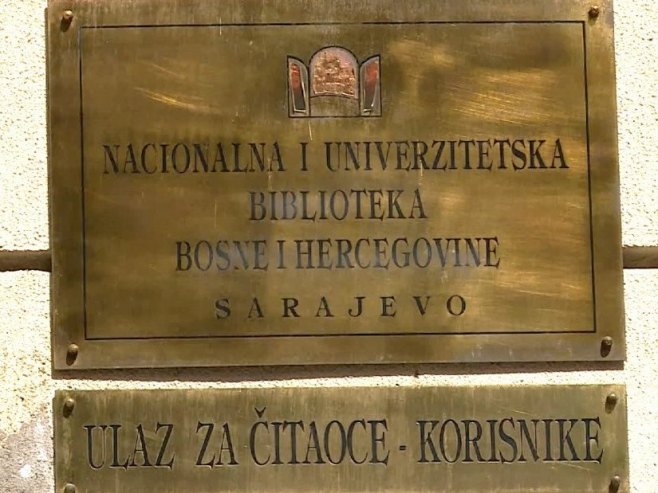 NACIONALNA I UNIVERZITETSKA
BIBLIOTEKA
BOSNE I HERCEGOVINE
SARAJEVO
ULAZ ZA ČITAOCE - KORISNIKE